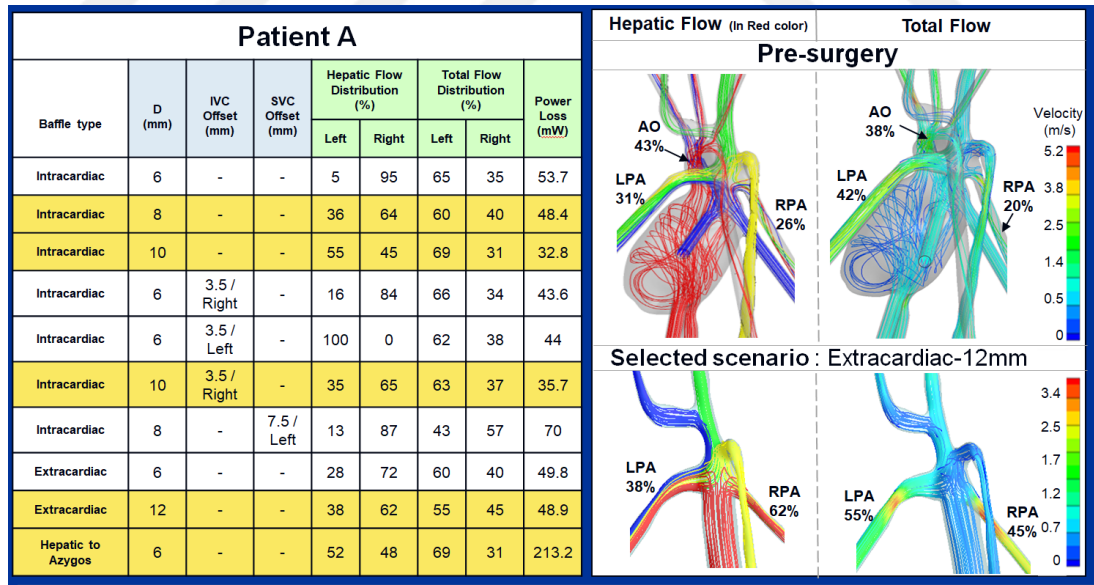 Patient A
Baffle type
D
(mm)
IVC
Offset
(mm)
SVC
Offset
(mm)
Hepatic Flow
Distribution
(%)
Total Flow
Distribution
(%)
Power
Loss
(mW)
Left Right Left Right
Intracardiac 6 - - 5 95 65 35 53.7
Intracardiac 8 - - 36 64 60 40 48.4
Intracardiac 10 - - 55 45 69 31 32.8
Intracardiac 6 3.5 /
Right - 16 84 66 34 43.6
Intracardiac 6 3.5 /
Left - 100 0 62 38 44
Intracardiac 10 3.5 /
Right - 35 65 63 37 35.7
Intracardiac 8 - 7.5 /
Left 13 87 43 57 70
Extracardiac 6 - - 28 72 60 40 49.8
Extracardiac 12 - - 38 62 55 45 48.9
Hepatic to
Azygos 6 - - 52 48 69 31 213.2
Hepatic Flow (In Red color)
Total Flow
Pre-surgery
AO
43%
LPA
31%
RPA
26%
AO
38%
LPA
42%
RPA
20%
Velocity
(m/s)
5.2
3.8
2.5
1.4
0.5
0
Selected scenario : Extracardiac-12mm
LPA
38%
RPA
62%
LPA
55%
RPA
45%
3.4
2.5
1.7
1.2
0.7
0